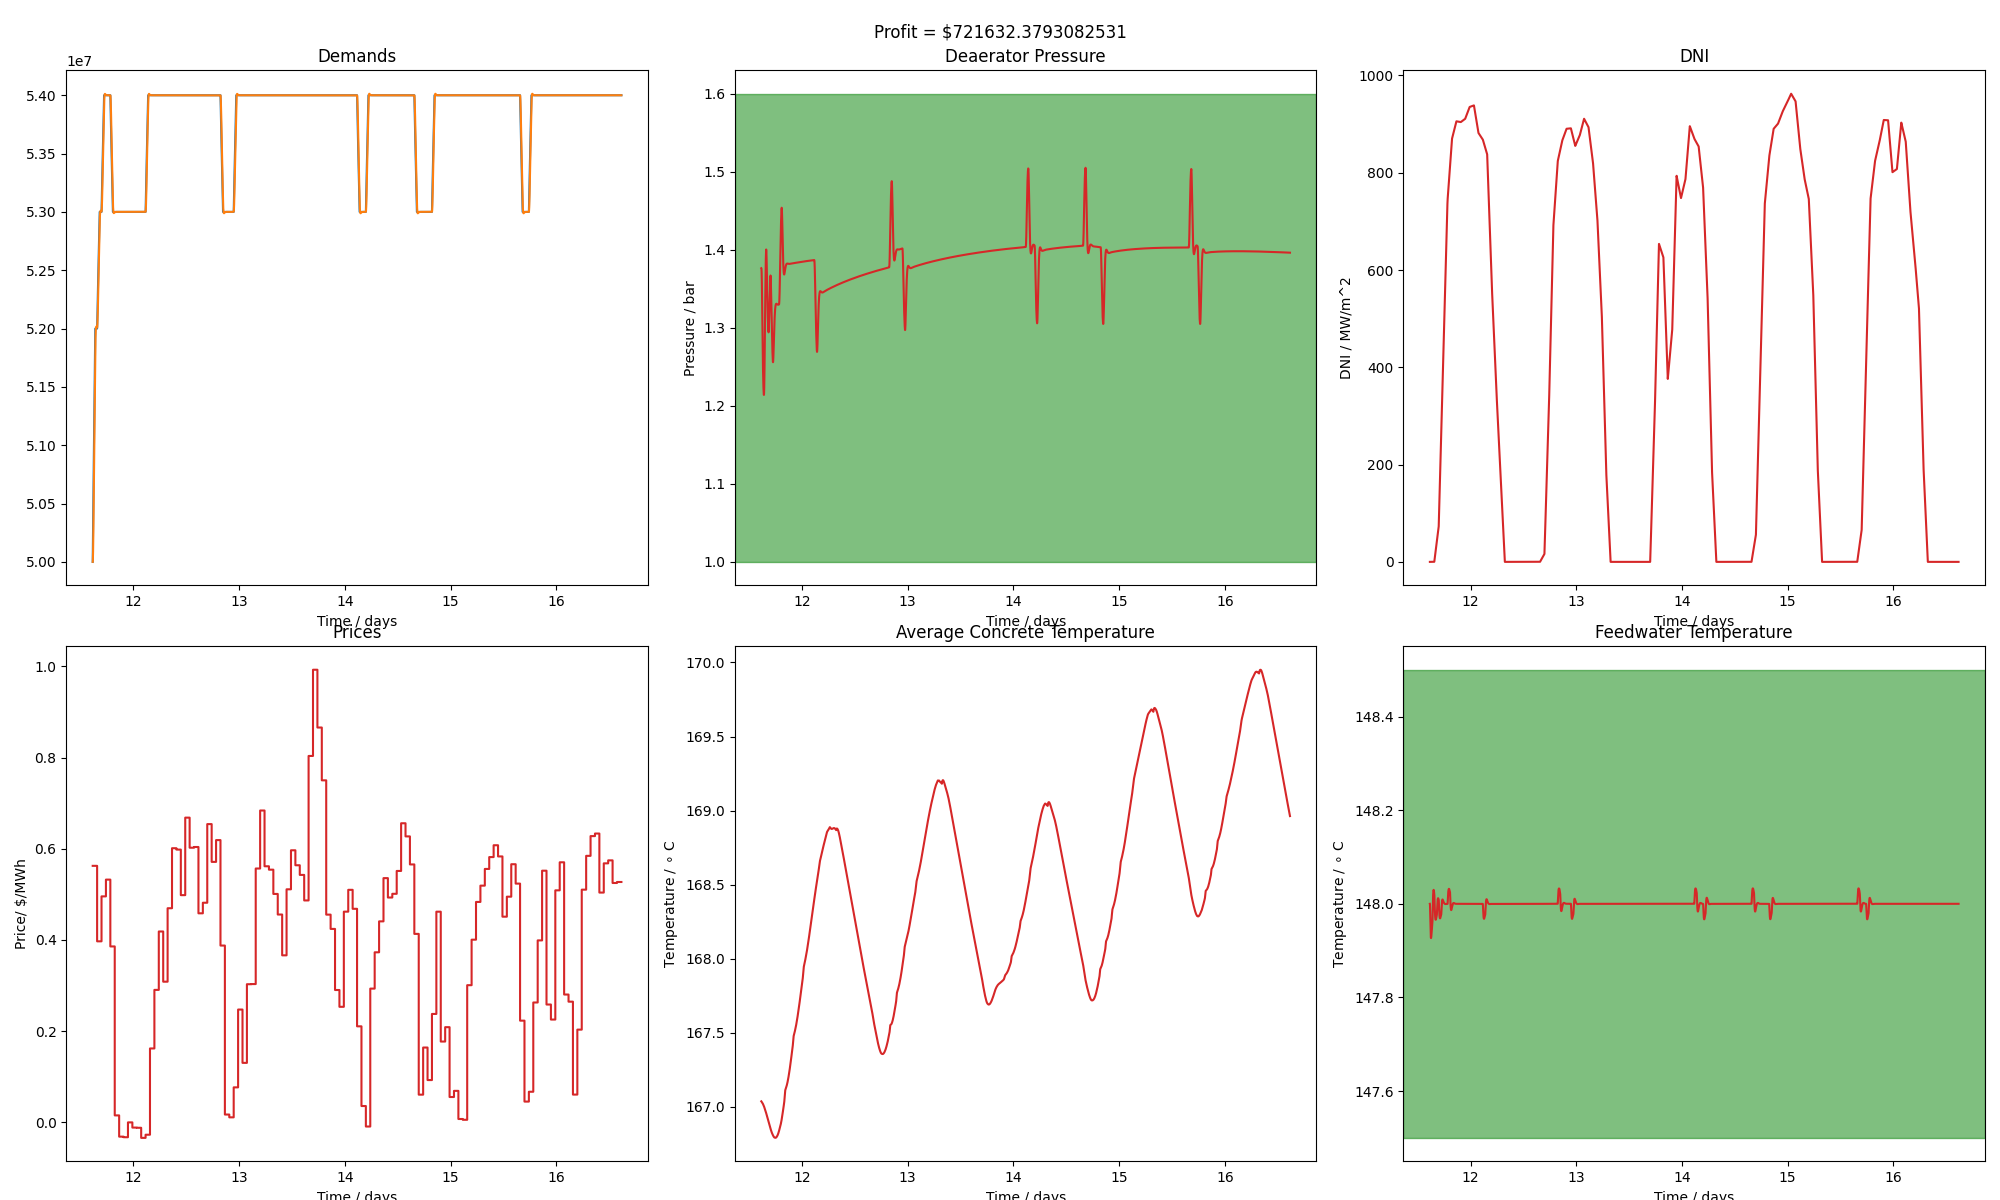 Profit = $721632.3793082531
Demands
1e7
5.40
5.35
5.30
5.25
5.20
5.15
5.10
5.05
5.00
12 13 14 15 16
Time / days
Deaerator Pressure
Pressure / bar
1.6
1.5
1.4
1.3
1.2
1.1
1.0
12 13 14 15 16
Time / days
DNI
DNI / MW/m^2
1000
800
600
400
200
0
12 13 14 15 16
Time / days
Prices
Price/ $/MWh
1.0
0.8
0.6
0.4
0.2
0.0
12 13 14 15 16
Time / days
Average Concrete Temperature
Temperature / ∘ C
170.0
169.5
169.0
168.5
168.0
167.5
167.0
12 13 14 15 16
Time / days
Feedwater Temperature
Temperature / ∘ C
148.4
148.2
148.0
147.8
147.6
12 13 14 15 16
Time / days